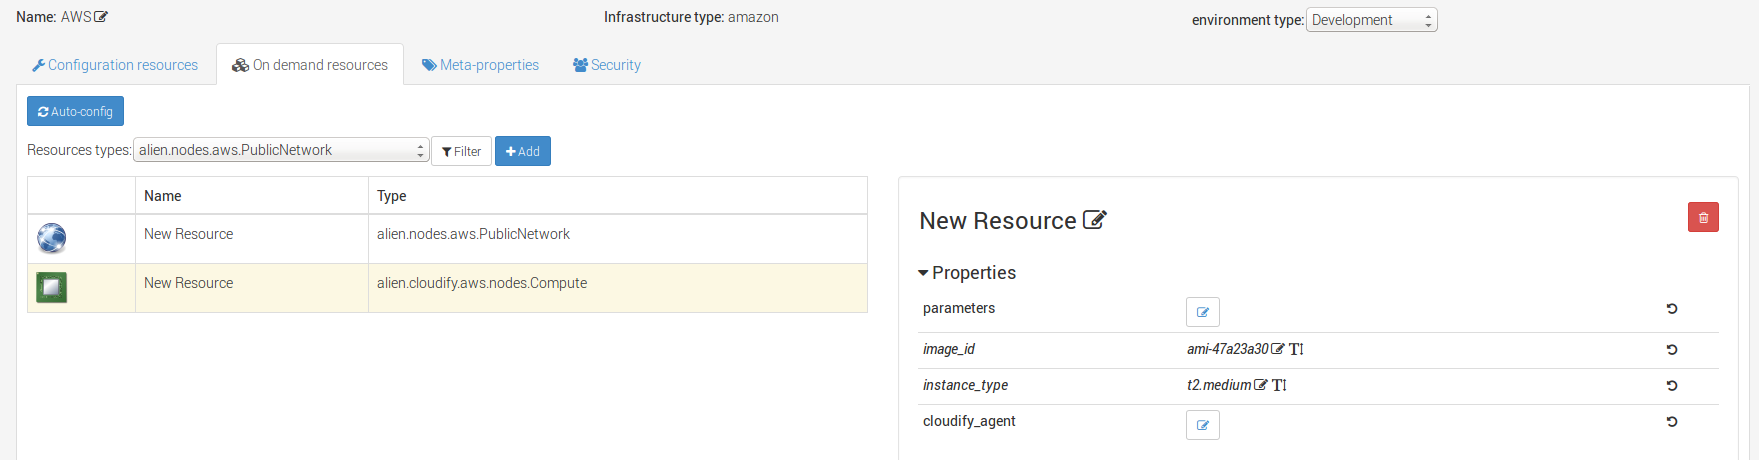 Name: AWS Infrastructure type: amazon environment type: Development
Configuration resources On demand resources Meta-properties Security
Auto-config
Resources types: alien.nodes.aws.PublicNetwork Filter Add
Name Type
New Resource alien.nodes.aws.PublicNetwork
New Resource alien.cloudify.aws.nodes.Compute
New Resource
Properties
parameters
image_id ami-47a23a30
instance_type t2.medium
cloudify_agent